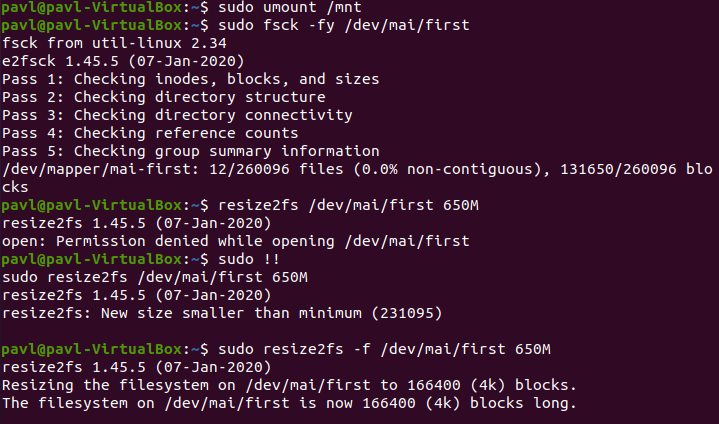 pavl@pavl-VirtualBox:~$ sudo umount /mnt
pavl@pavl-VirtualBox:~$ sudo fsck -fy /dev/mai/first
fsck from util-linux 2.34
e2fsck 1.45.5 (07-Jan-2020)
Pass 1: Checking inodes, blocks, and sizes
Pass 2: Checking directory structure
Pass 3: Checking directory connectivity
Pass 4: Checking reference counts
Pass 5: Checking group summary information
/dev/mapper/mai-first: 12/260096 files (0.0% non-contiguous), 131650/260096 blo
cks
pavl@pavl-VirtualBox:~$ resize2fs /dev/mai/first 650M
resize2fs 1.45.5 (07-Jan-2020)
open: Permission denied while opening /dev/mai/first
pavl@pavl-VirtualBox:~$ sudo !!
sudo resize2fs /dev/mai/first 650M
resize2fs 1.45.5 (07-Jan-2020)
resize2fs: New size smaller than minimum (231095)
pavl@pavl-VirtualBox:~$ sudo resize2fs -f /dev/mai/first 650M
resize2fs 1.45.5 (07-Jan-2020)
Resizing the filesystem on /dev/mai/first to 166400 (4k) blocks.
The filesystem on /dev/mai/first is now 166400 (4k) blocks long.